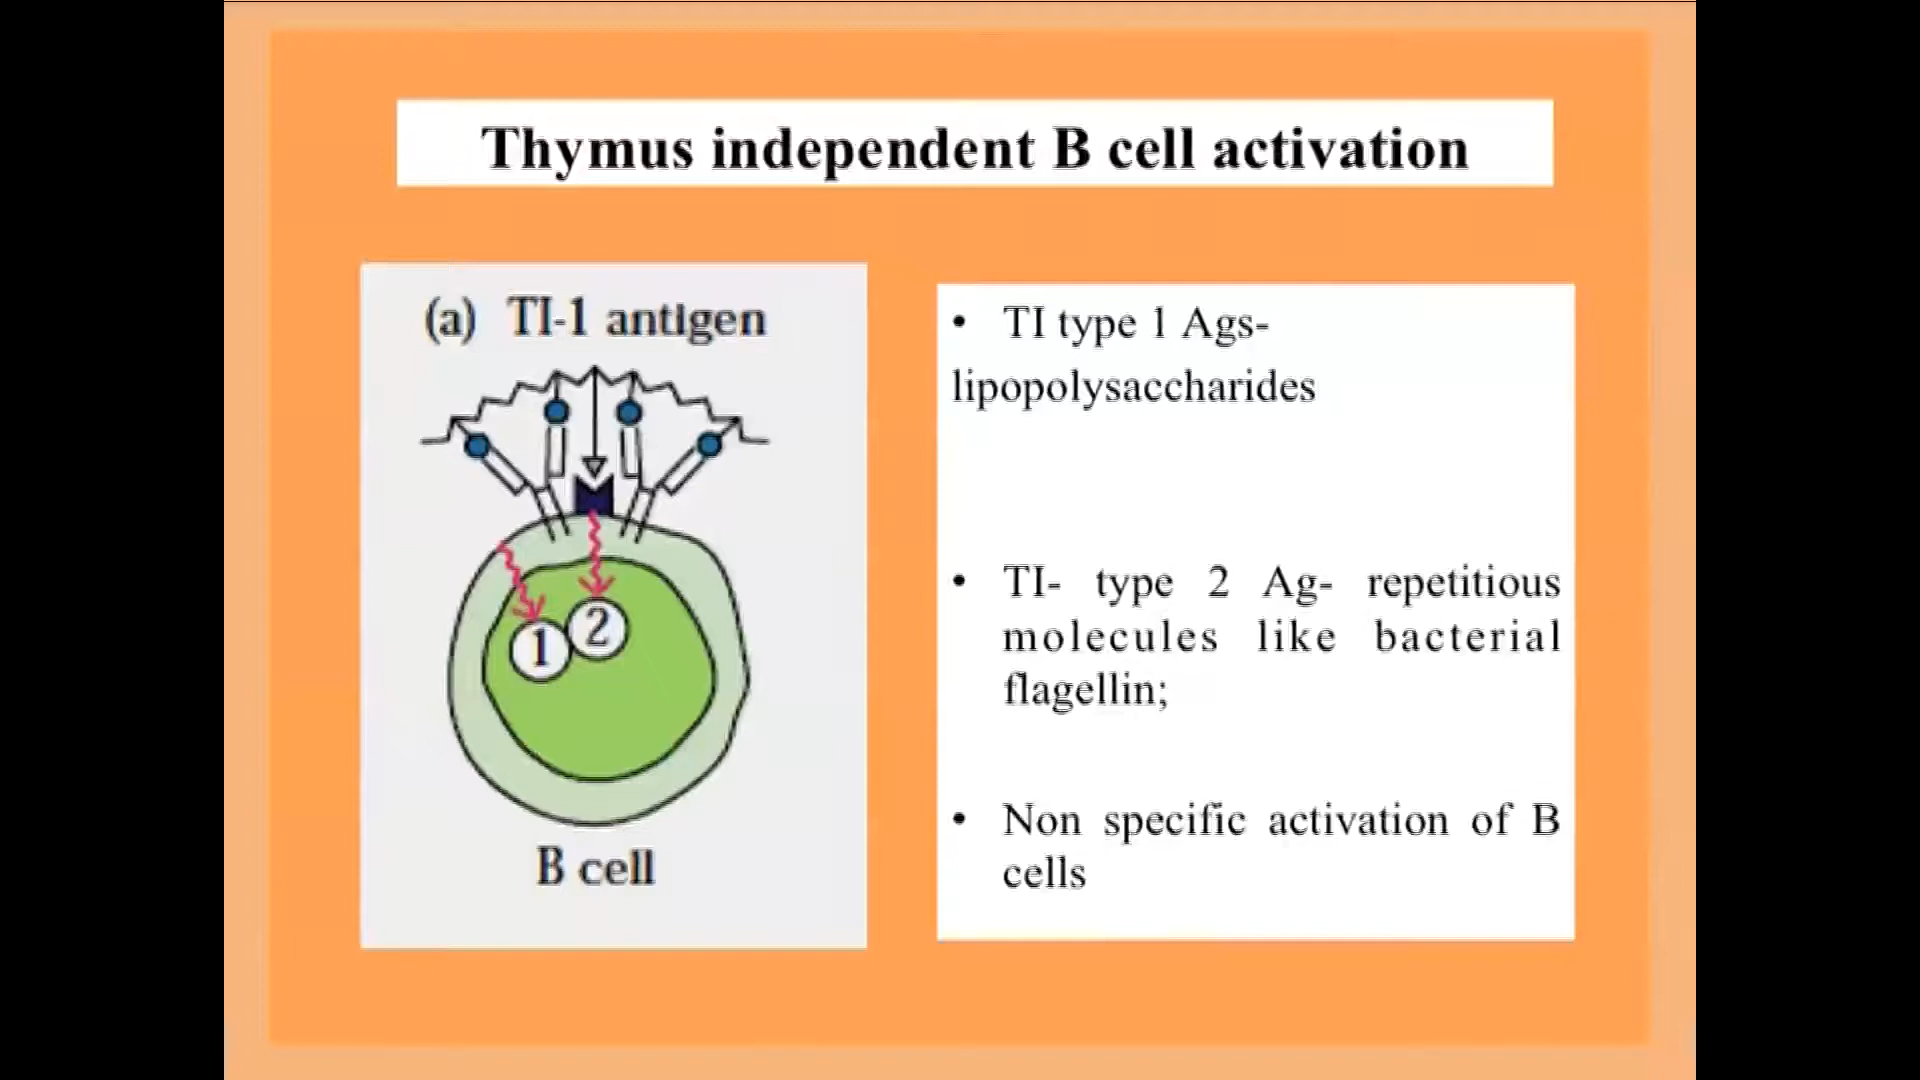 Thymus independent B cell activation
(a) TI-1 antigen
1
2
B cell
• TI type 1 Ags-
lipopolysaccharides
• TI- type 2 Ag- repetitious
molecules like bacterial
flagellin;
• Non specific activation of B
cells